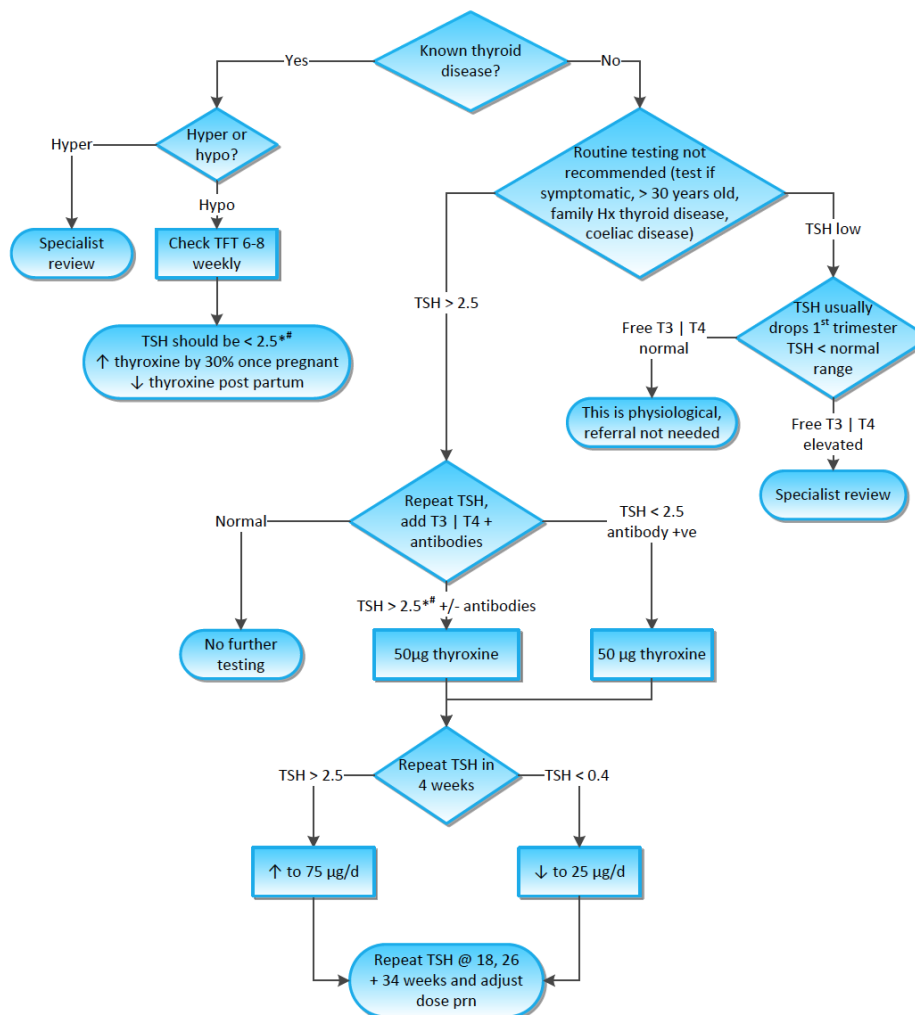 Known thyroid
disease?
Yes
No
Hyper or
hypo?
Hyper
Hypo
Specialist
review
Check TFT 6-8
weekly
TSH should be < 2.5*#
↑ thyroxine by 30% once pregnant
↓ thyroxine post partum
Routine testing not
recommended (test if
symptomatic, > 30 years old,
family Hx thyroid disease,
coeliac disease)
TSH > 2.5
TSH low
TSH usually
drops 1st trimester
TSH < normal
range
Free T3 | T4
normal
This is physiological,
referral not needed
Free T3 | T4
elevated
Specialist review
Repeat TSH,
add T3 | T4 +
antibodies
Normal
TSH < 2.5
antibody +ve
TSH > 2.5*# +/- antibodies
No further
testing
50µg thyroxine
50 µg thyroxine
Repeat TSH in
4 weeks
TSH > 2.5
TSH < 0.4
↑ to 75 µg/d
↓ to 25 µg/d
Repeat TSH @ 18, 26
+ 34 weeks and adjust
dose prn